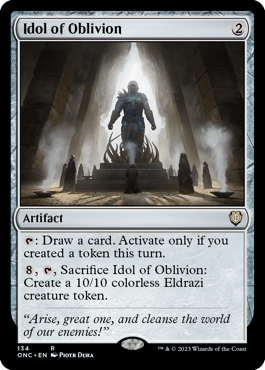 Idol of Oblivion 2
Artifact
T: Draw a card. Activate only if you
created a token this turn.
8, T, Sacrifice Idol of Oblivion:
Create a 10/10 colorless Eldrazi
creature token.
“Arise, great one, and cleanse the world
of our enemies!”
134 R
ONC • EN Piotr Dura ™ & © 2023 Wizards of the Coast